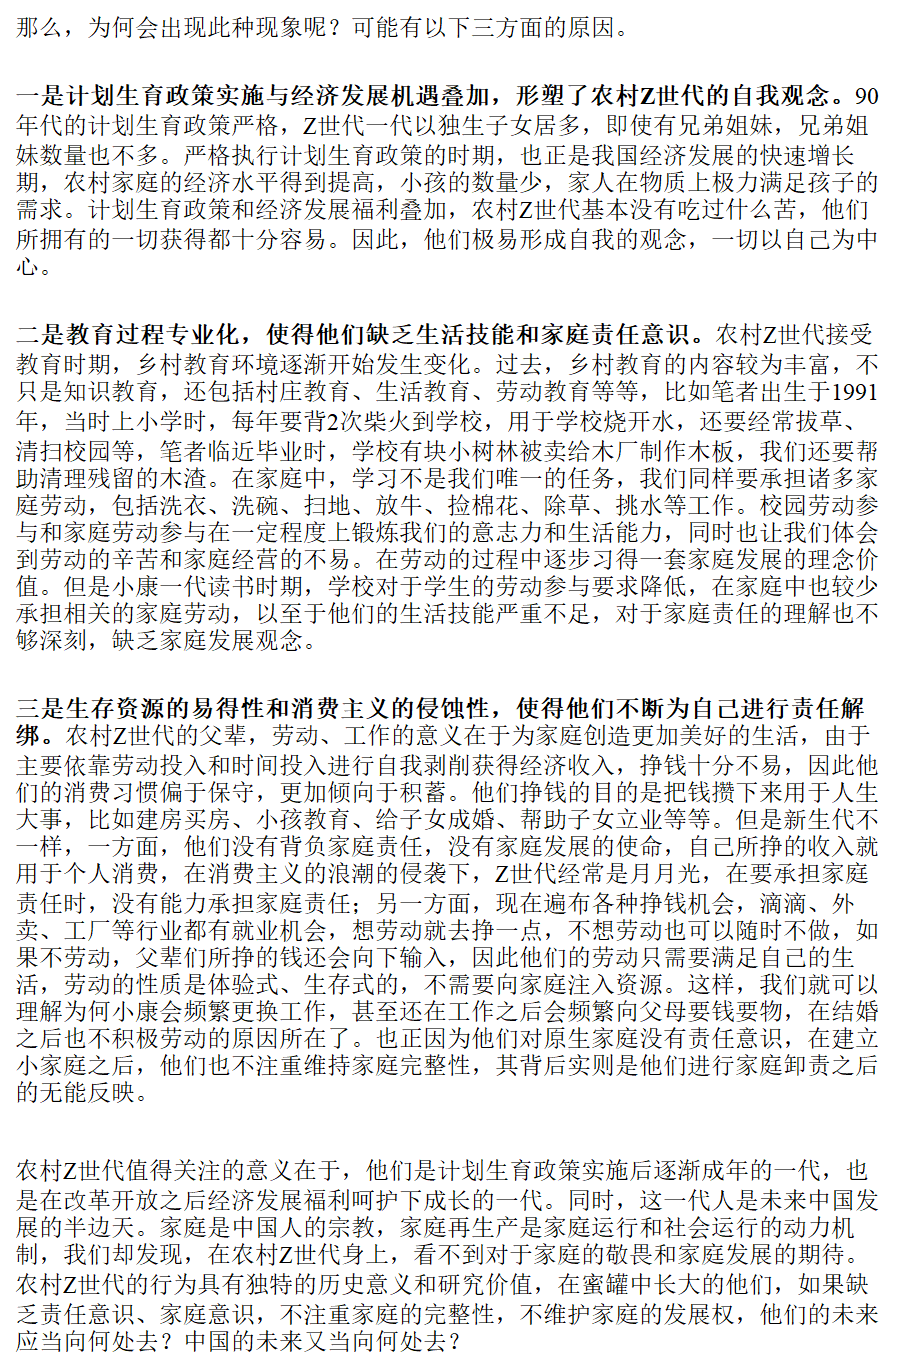 那么，为何会出现此种现象呢？可能有以下三方面的原因。
一是计划生育政策实施与经济发展机遇叠加，形塑了农村Z世代的自我观念。90
年代的计划生育政策严格，Z世代一代以独生子女居多，即使有兄弟姐妹，兄弟姐
妹数量也不多。严格执行计划生育政策的时期，也正是我国经济发展的快速增长
期，农村家庭的经济水平得到提高，小孩的数量少，家人在物质上极力满足孩子的
需求。计划生育政策和经济发展福利叠加，农村Z世代基本没有吃过什么苦，他们
所拥有的一切获得都十分容易。因此，他们极易形成自我的观念，一切以自己为中
心。
二是教育过程专业化，使得他们缺乏生活技能和家庭责任意识。农村Z世代接受
教育时期，乡村教育环境逐渐开始发生变化。过去，乡村教育的内容较为丰富，不
只是知识教育，还包括村庄教育、生活教育、劳动教育等等，比如笔者出生于1991
年，当时上小学时，每年要背2次柴火到学校，用于学校烧开水，还要经常拔草、
清扫校园等，笔者临近毕业时，学校有块小树林被卖给木厂制作木板，我们还要帮
助清理残留的木渣。在家庭中，学习不是我们唯一的任务，我们同样要承担诸多家
庭劳动，包括洗衣、洗碗、扫地、放牛、捡棉花、除草、挑水等工作。校园劳动参
与和家庭劳动参与在一定程度上锻炼我们的意志力和生活能力，同时也让我们体会
到劳动的辛苦和家庭经营的不易。在劳动的过程中逐步习得一套家庭发展的理念价
值。但是小康一代读书时期，学校对于学生的劳动参与要求降低，在家庭中也较少
承担相关的家庭劳动，以至于他们的生活技能严重不足，对于家庭责任的理解也不
够深刻，缺乏家庭发展观念。
三是生存资源的易得性和消费主义的侵蚀性，使得他们不断为自己进行责任解
绑。农村Z世代的父辈，劳动、工作的意义在于为家庭创造更加美好的生活，由于
主要依靠劳动投入和时间投入进行自我剥削获得经济收入，挣钱十分不易，因此他
们的消费习惯偏于保守，更加倾向于积蓄。他们挣钱的目的是把钱攒下来用于人生
大事，比如建房买房、小孩教育、给子女成婚、帮助子女立业等等。但是新生代不
一样，一方面，他们没有背负家庭责任，没有家庭发展的使命，自己所挣的收入就
用于个人消费，在消费主义的浪潮的侵袭下，Z世代经常是月月光，在要承担家庭
责任时，没有能力承担家庭责任；另一方面，现在遍布各种挣钱机会，滴滴、外
卖、工厂等行业都有就业机会，想劳动就去挣一点，不想劳动也可以随时不做，如
果不劳动，父辈们所挣的钱还会向下输入，因此他们的劳动只需要满足自己的生
活，劳动的性质是体验式、生存式的，不需要向家庭注入资源。这样，我们就可以
理解为何小康会频繁更换工作，甚至还在工作之后会频繁向父母要钱要物，在结婚
之后也不积极劳动的原因所在了。也正因为他们对原生家庭没有责任意识，在建立
小家庭之后，他们也不注重维持家庭完整性，其背后实则是他们进行家庭卸责之后
的无能反映。
农村Z世代值得关注的意义在于，他们是计划生育政策实施后逐渐成年的一代，也
是在改革开放之后经济发展福利呵护下成长的一代。同时，这一代人是未来中国发
展的半边天。家庭是中国人的宗教，家庭再生产是家庭运行和社会运行的动力机
制，我们却发现，在农村Z世代身上，看不到对于家庭的敬畏和家庭发展的期待。
农村Z世代的行为具有独特的历史意义和研究价值，在蜜罐中长大的他们，如果缺
乏责任意识、家庭意识，不注重家庭的完整性，不维护家庭的发展权，他们的未来
应当向何处去？中国的未来又当向何处去？